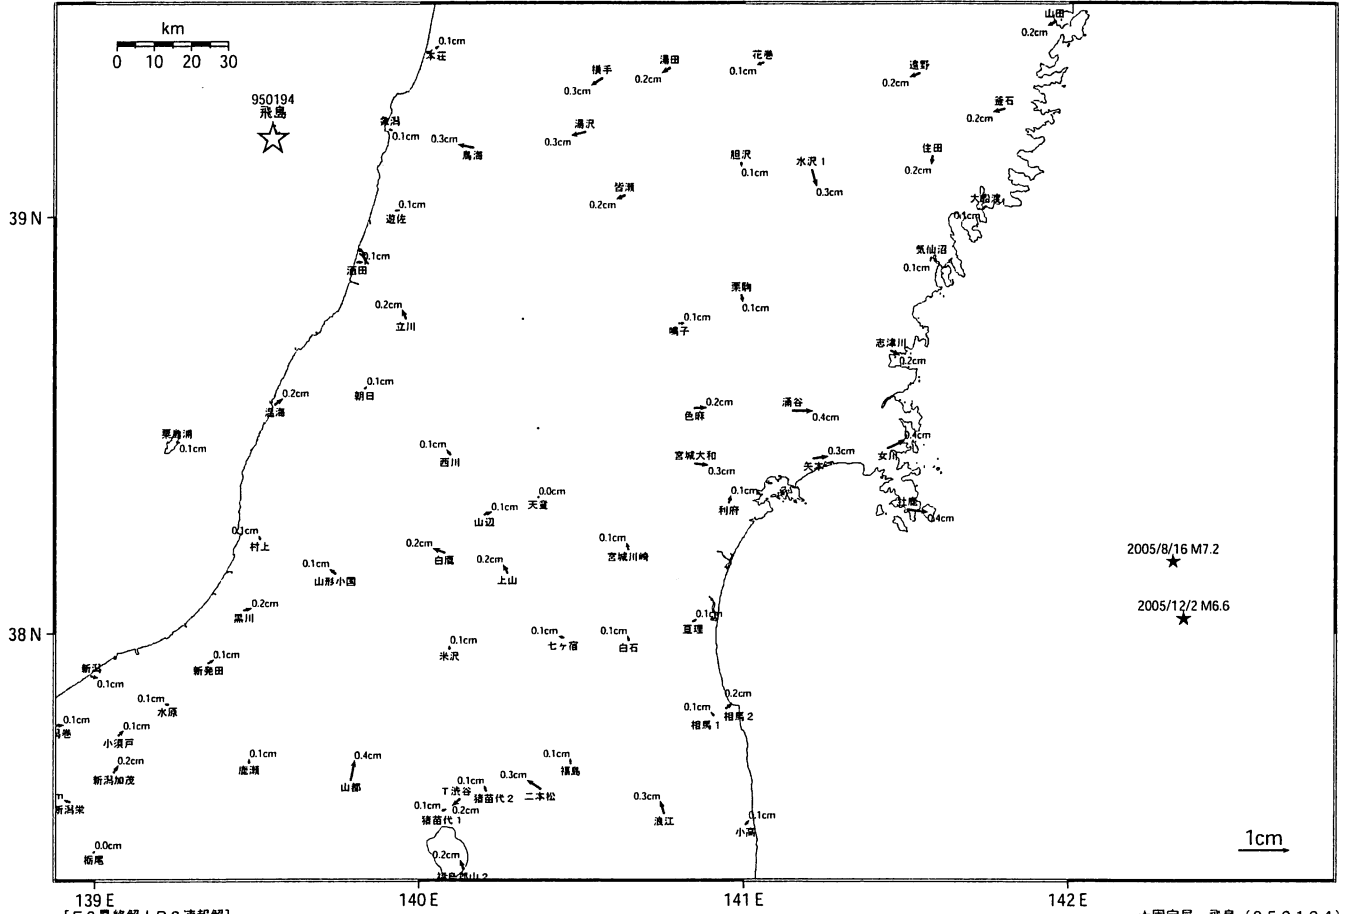 km
0 10 20 30
950194
飛島
39 N
38 N
139 E
140 E
141 E
142 E
0.1cm
本荘
象潟
0.1cm
0.3cm
鳥海
横手
0.3cm
湯田
0.2cm
花巻
0.1cm
遠野
0.2cm
山田
0.2cm
釜石
0.2cm
湯沢
0.3cm
胆沢
0.1cm
水沢 1
0.3cm
住田
0.2cm
皆瀬
0.2cm
大船渡
0.1cm
0.1cm
遊佐
0.1cm
酒田
気仙沼
0.1cm
0.2cm
立川
栗駒
0.1cm
0.1cm
鳴子
志津川
0.2cm
0.1cm
朝日
0.2cm
温海
0.2cm
色麻
涌谷
0.4cm
粟島浦
0.1cm
0.1cm
西川
宮城大和
0.3cm
0.3cm
矢本
0.4cm
女川
0.0cm
天童
0.1cm
山辺
0.1cm
利府
牡鹿
0.4cm
0.1cm
村上
0.2cm
白鷹
0.2cm
上山
0.1cm
宮城川崎
0.1cm
山形小国
2005/8/16 M7.2
2005/12/2 M6.6
0.2cm
黒川
0.1cm
亘理
0.1cm
米沢
0.1cm
七ヶ宿
0.1cm
白石
新潟
0.1cm
0.1cm
新発田
0.1cm
水原
0.2cm
相馬 2
0.1cm
相馬 1
0.1cm
潟巻
0.1cm
小須戸
0.2cm
新潟加茂
0.1cm
鹿瀬
0.4cm
山都
0.1cm
福島
0.3cm
二本松
0.1cm
猪苗代 2
T渋谷
0.2cm
0.1cm
猪苗代 1
0.3cm
浪江
0.1cm
小高
新潟栄
0.0cm
栃尾
0.2cm
福島郡山 2
1cm